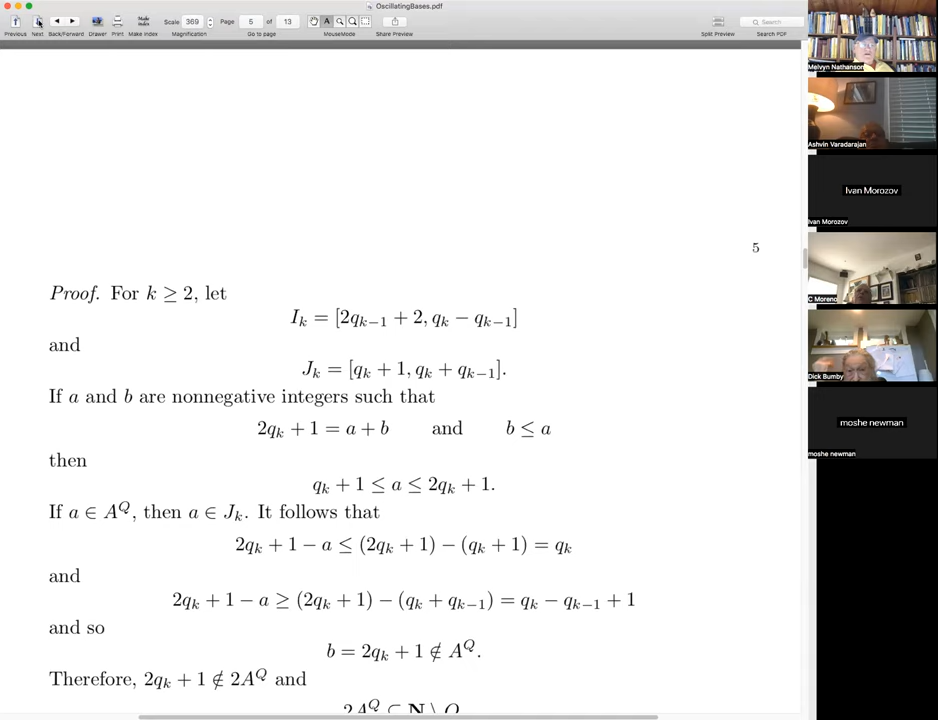 OscillatingBases.pdf
Previous Next Back/Forward Drawer Print Make Index Scale 369 Magnification Page 5 of 13 Go to page A MouseMode Share Preview Split Preview Search Search PDF
Make Index
5
Proof. For k ≥ 2, let
I_k = [2q_{k−1} + 2, q_k − q_{k−1}]
and
J_k = [q_k + 1, q_k + q_{k−1}].
If a and b are nonnegative integers such that
2q_k + 1 = a + b and b ≤ a
then
q_k + 1 ≤ a ≤ 2q_k + 1.
If a ∈ A^Q, then a ∈ J_k. It follows that
2q_k + 1 − a ≤ (2q_k + 1) − (q_k + 1) = q_k
and
2q_k + 1 − a ≥ (2q_k + 1) − (q_k + q_{k−1}) = q_k − q_{k−1} + 1
and so
b = 2q_k + 1 ∉ A^Q.
Therefore, 2q_k + 1 ∉ 2A^Q and
2A^Q ⊆ N \ Q
Melvyn Nathanson
Ashvin Varadarajan
Ivan Morozov
Ivan Morozov
C Moreno
Dick Bumby
moshe newman
moshe newman